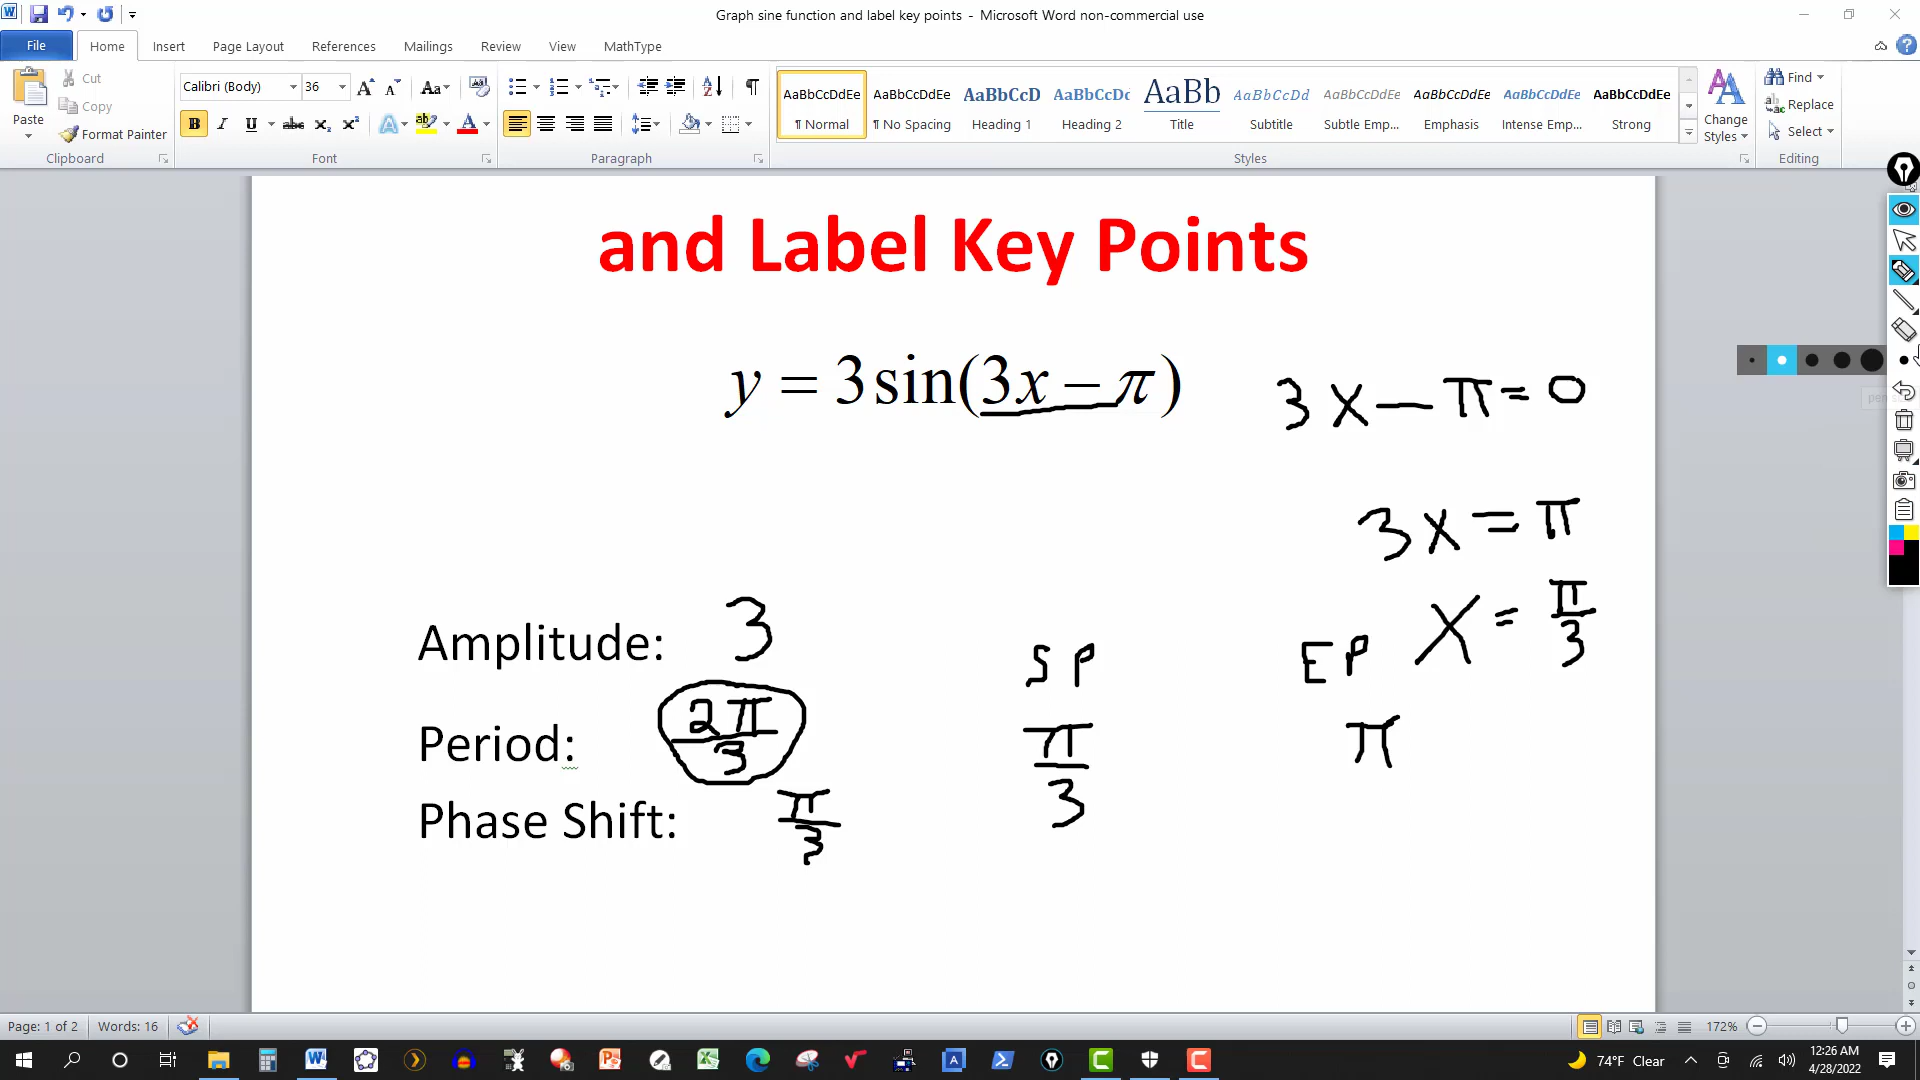 Graph sine function and label key points - Microsoft Word non-commercial use
File Home Insert Page Layout References Mailings Review View MathType
Paste
Cut
Copy
Format Painter
Clipboard
Calibri (Body) 36
Font
Paragraph
AaBbCcDdEe AaBbCcDdEe AaBbCcD AaBbCcDc AaBb AaBbCcDd AaBbCcDdEe AaBbCcDdEe AaBbCcDdEe AaBbCcDdEe
¶ Normal ¶ No Spacing Heading 1 Heading 2 Title Subtitle Subtle Emp... Emphasis Intense Emp... Strong
Styles
Change Styles
Find
Replace
Select
Editing
and Label Key Points
y = 3 sin(3x − π)
3x − π = 0
3x = π
x = π/3
Amplitude: 3
SP EP
Period: 2π/3
π/3 π
Phase Shift: π/3
Page: 1 of 2 Words: 16
172%
74°F Clear
12:26 AM
4/28/2022